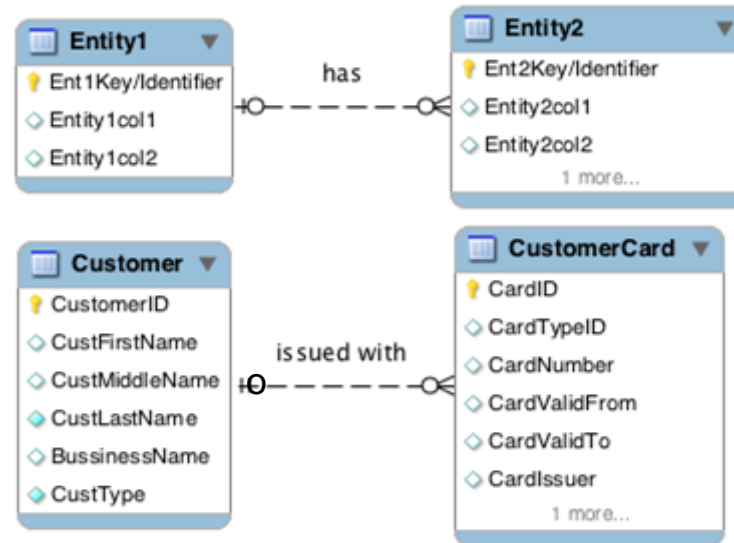 Entity1
Ent1Key/Identifier
Entity1col1
Entity1col2
has
Entity2
Ent2Key/Identifier
Entity2col1
Entity2col2
1 more...
Customer
CustomerID
CustFirstName
CustMiddleName
CustLastName
BussinessName
CustType
issued with
O
CustomerCard
CardID
CardTypeID
CardNumber
CardValidFrom
CardValidTo
CardIssuer
1 more...